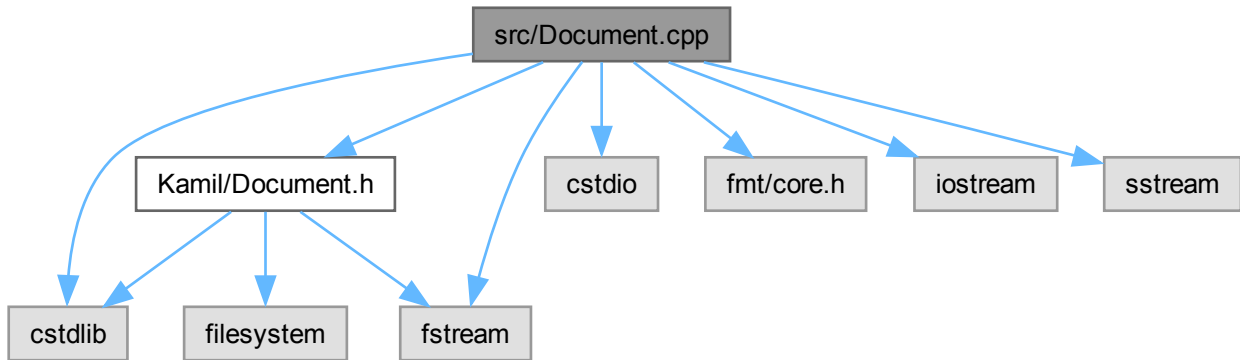 src/Document.cpp
Kamil/Document.h
cstdio
fmt/core.h
iostream
sstream
cstdlib
filesystem
fstream